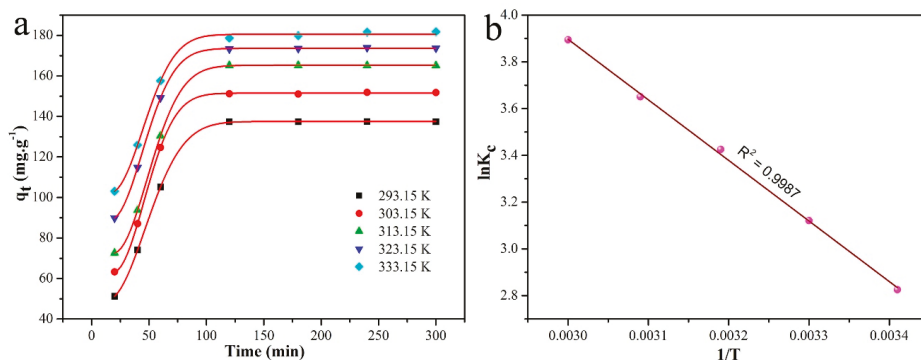 a
180
160
140
120
100
80
60
40
qt (mg.g-1)
0
50
100
150
200
250
300
Time (min)
293.15 K
303.15 K
313.15 K
323.15 K
333.15 K
b
4.0
3.8
3.6
3.4
3.2
3.0
2.8
lnKc
R² = 0.9987
0.0030
0.0031
0.0032
0.0033
0.0034
1/T